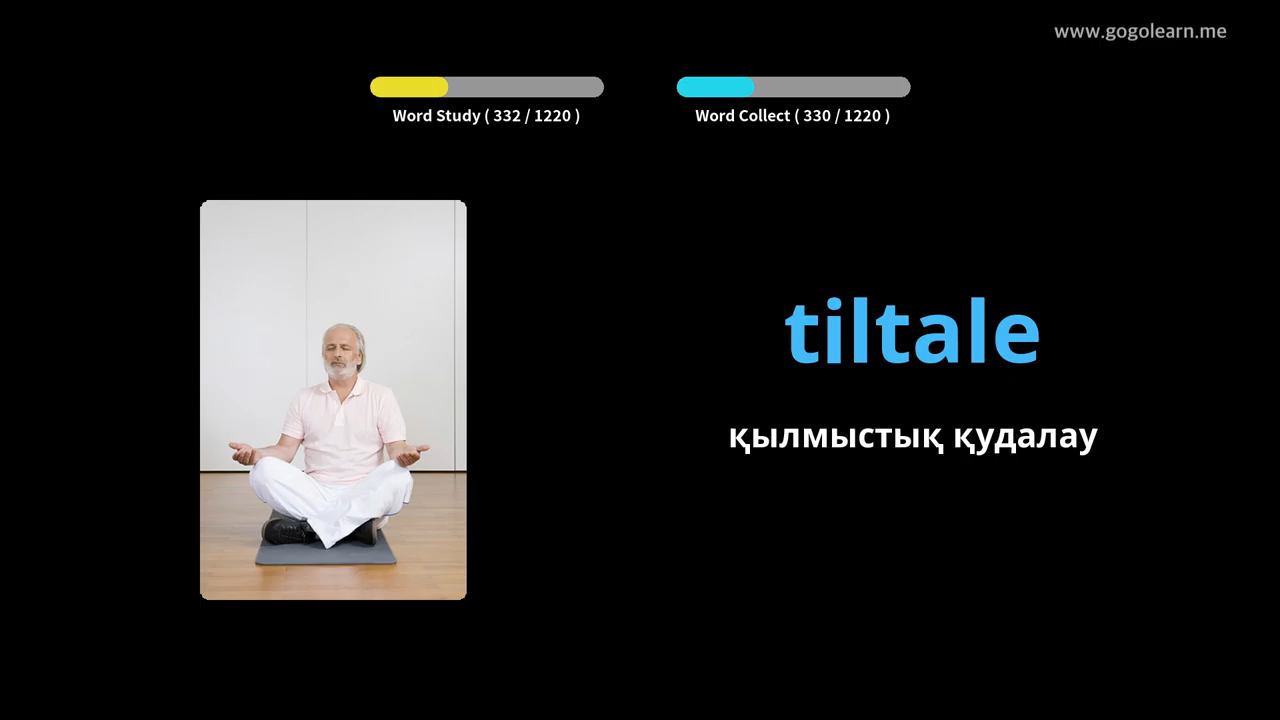 www.gogolearn.me
Word Study ( 332 / 1220 )
Word Collect ( 330 / 1220 )
tiltale
қылмыстық қудалау